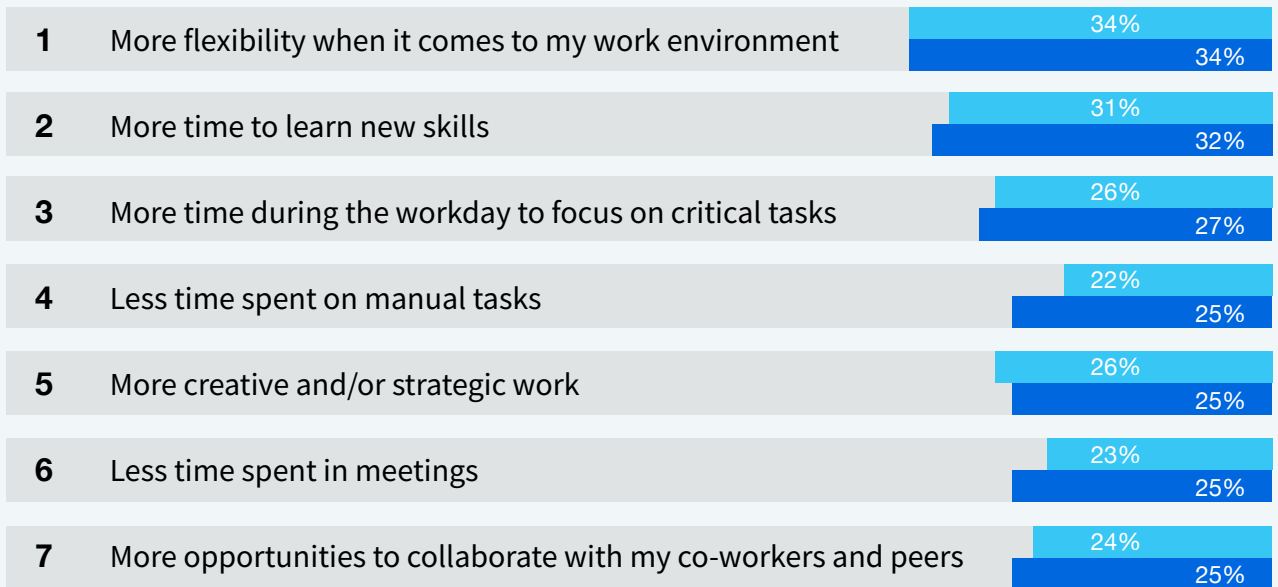 34%
1 More flexibility when it comes to my work environment
34%
31%
2 More time to learn new skills
32%
26%
3 More time during the workday to focus on critical tasks
27%
22%
4 Less time spent on manual tasks
25%
26%
5 More creative and/or strategic work
25%
23%
6 Less time spent in meetings
25%
24%
7 More opportunities to collaborate with my co-workers and peers
25%